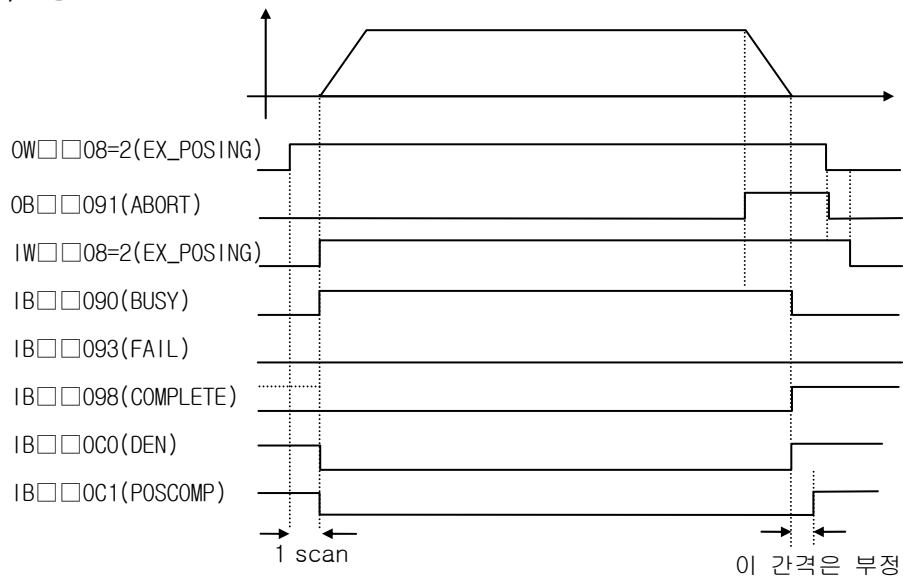 OW□□08=2(EX_POSING)
OB□□091(ABORT)
IW□□08=2(EX_POSING)
IB□□090(BUSY)
IB□□093(FAIL)
IB□□098(COMPLETE)
IB□□0C0(DEN)
IB□□0C1(POSCOMP)
1 scan
이 간격은 부정